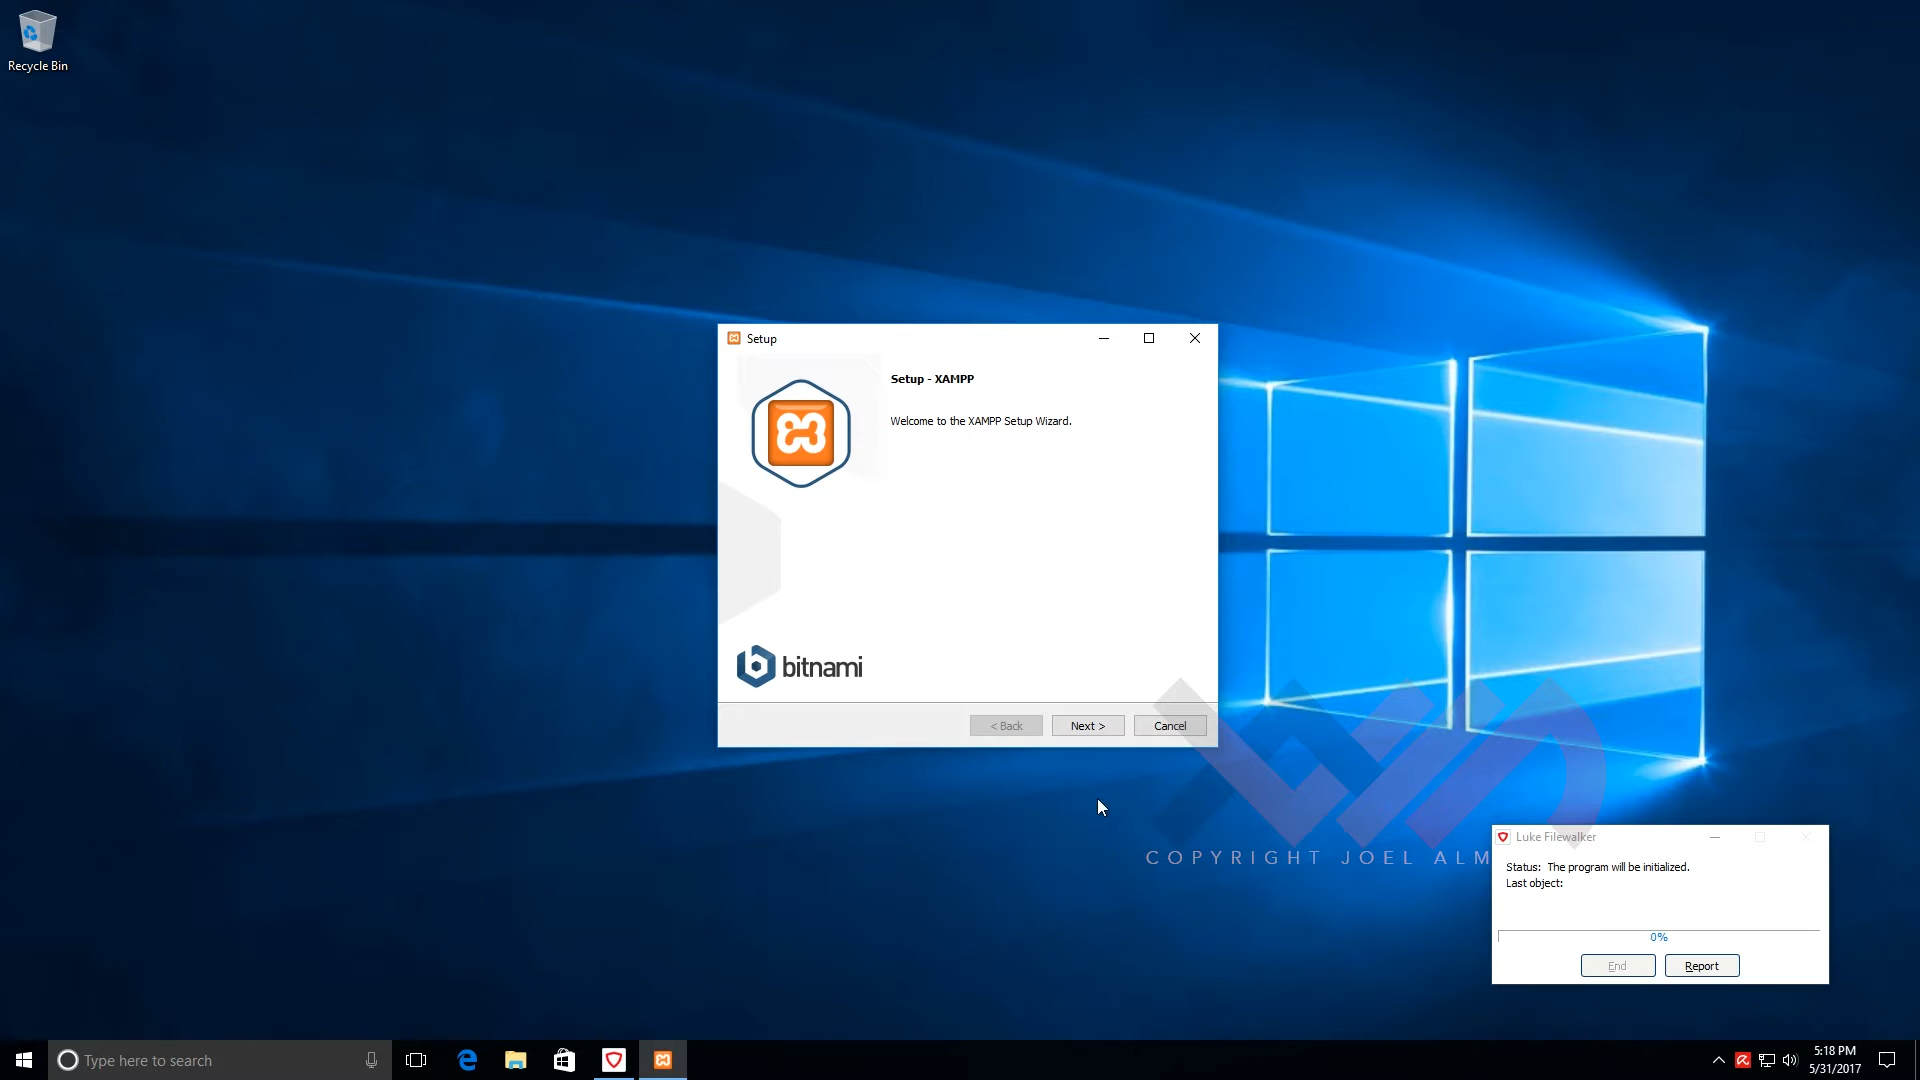 Recycle Bin
Setup
Setup - XAMPP
Welcome to the XAMPP Setup Wizard.
bitnami
< Back
Next >
Cancel
COPYRIGHT JOEL ALM
Luke Filewalker
Status: The program will be initialized.
Last object:
0%
End
Report
Type here to search
5:18 PM
5/31/2017